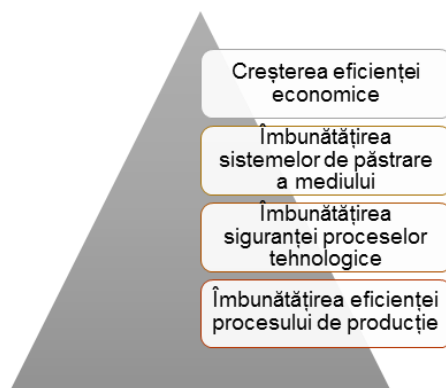 Creșterea eficienței
economice
Îmbunătățirea
sistemelor de păstrare
a mediului
Îmbunătățirea
siguranței proceselor
tehnologice
Îmbunătățirea eficienței
procesului de producție